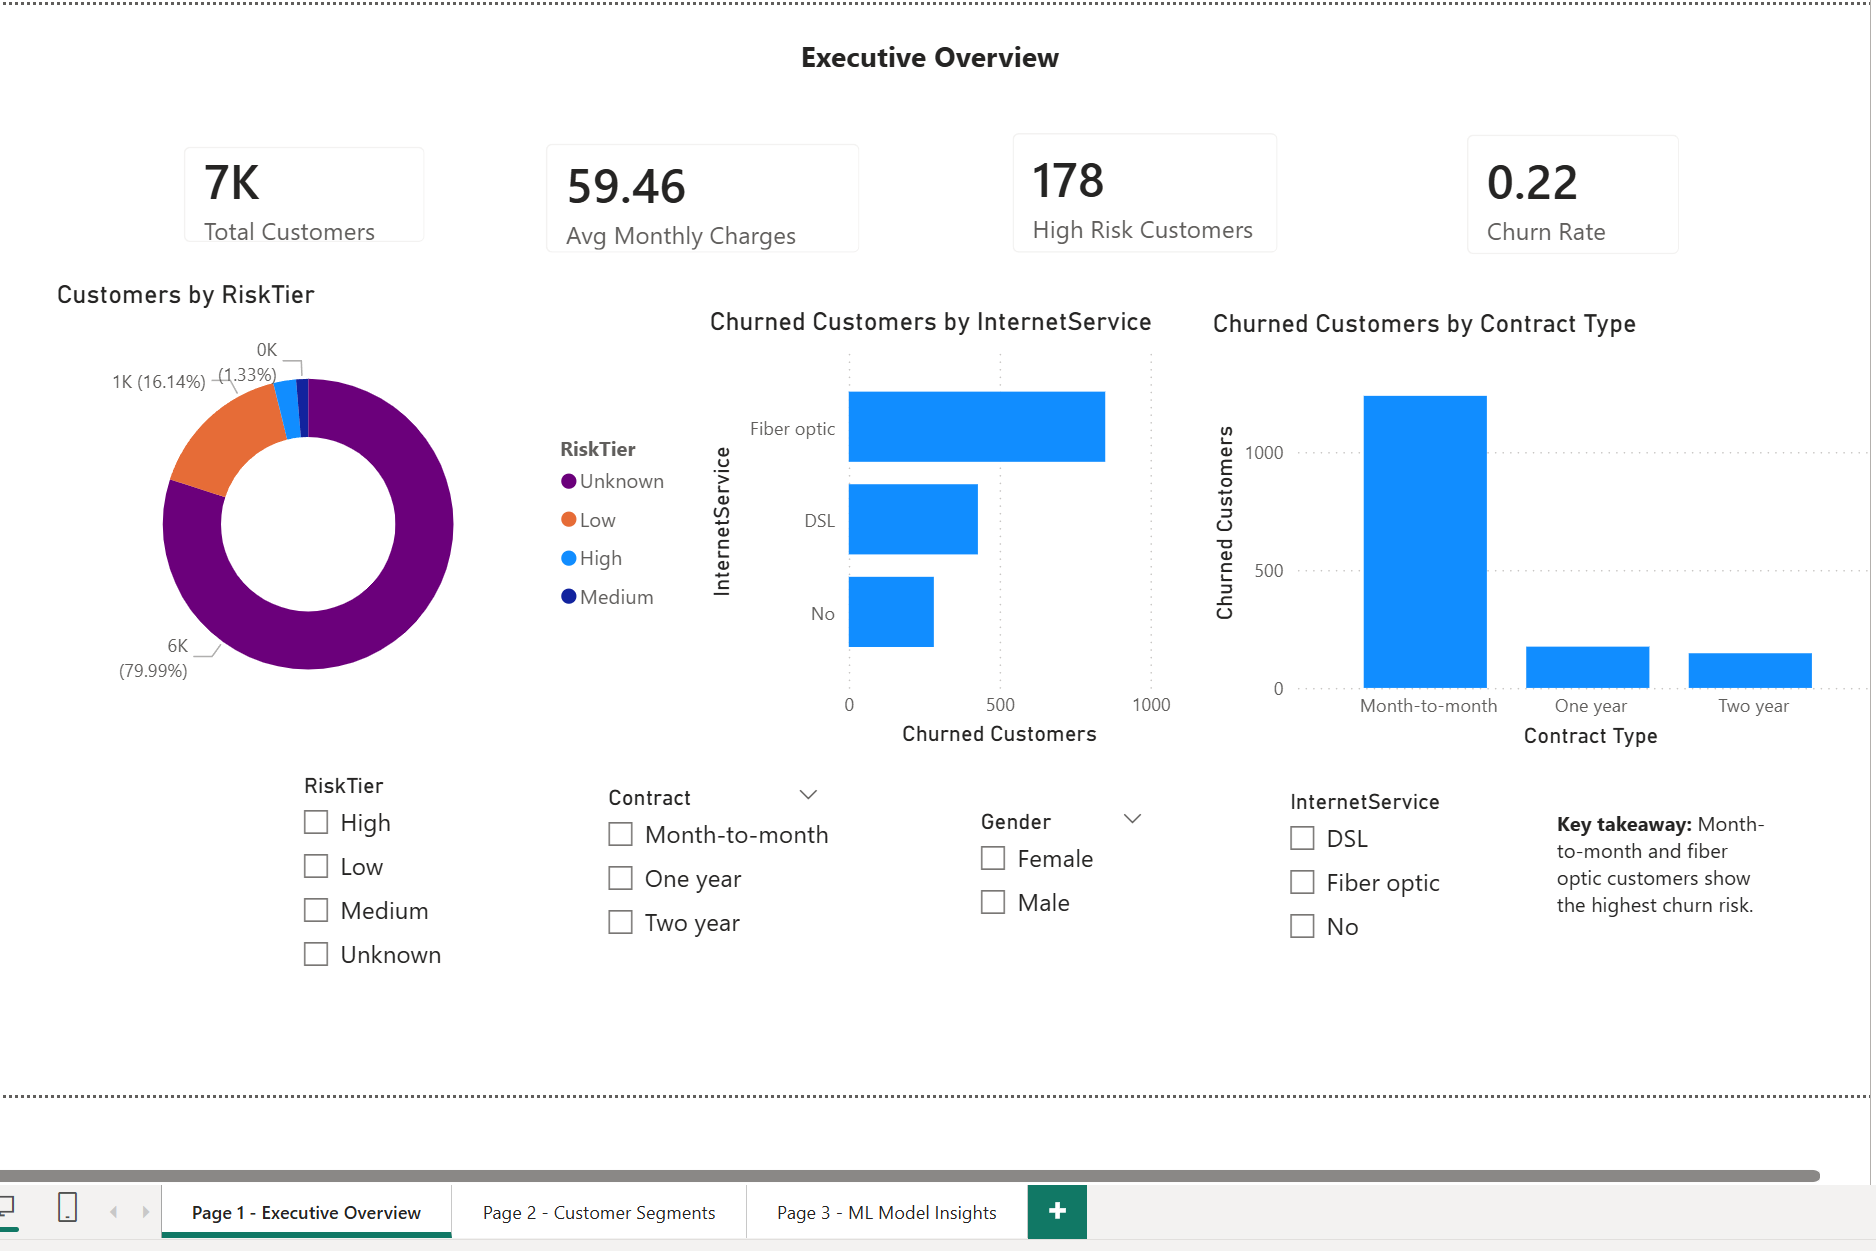 Executive Overview
7K
Total Customers
59.46
Avg Monthly Charges
178
High Risk Customers
0.22
Churn Rate
Customers by RiskTier
0K
(1.33%)
1K (16.14%)
6K
(79.99%)
RiskTier
Unknown
Low
High
Medium
Churned Customers by InternetService
InternetService
Fiber optic
DSL
No
0
500
1000
Churned Customers
Churned Customers by Contract Type
Churned Customers
1000
500
0
Month-to-month
One year
Two year
Contract Type
RiskTier
High
Low
Medium
Unknown
Contract
Month-to-month
One year
Two year
Gender
Female
Male
InternetService
DSL
Fiber optic
No
Key takeaway: Month-
to-month and fiber
optic customers show
the highest churn risk.
Page 1 - Executive Overview
Page 2 - Customer Segments
Page 3 - ML Model Insights